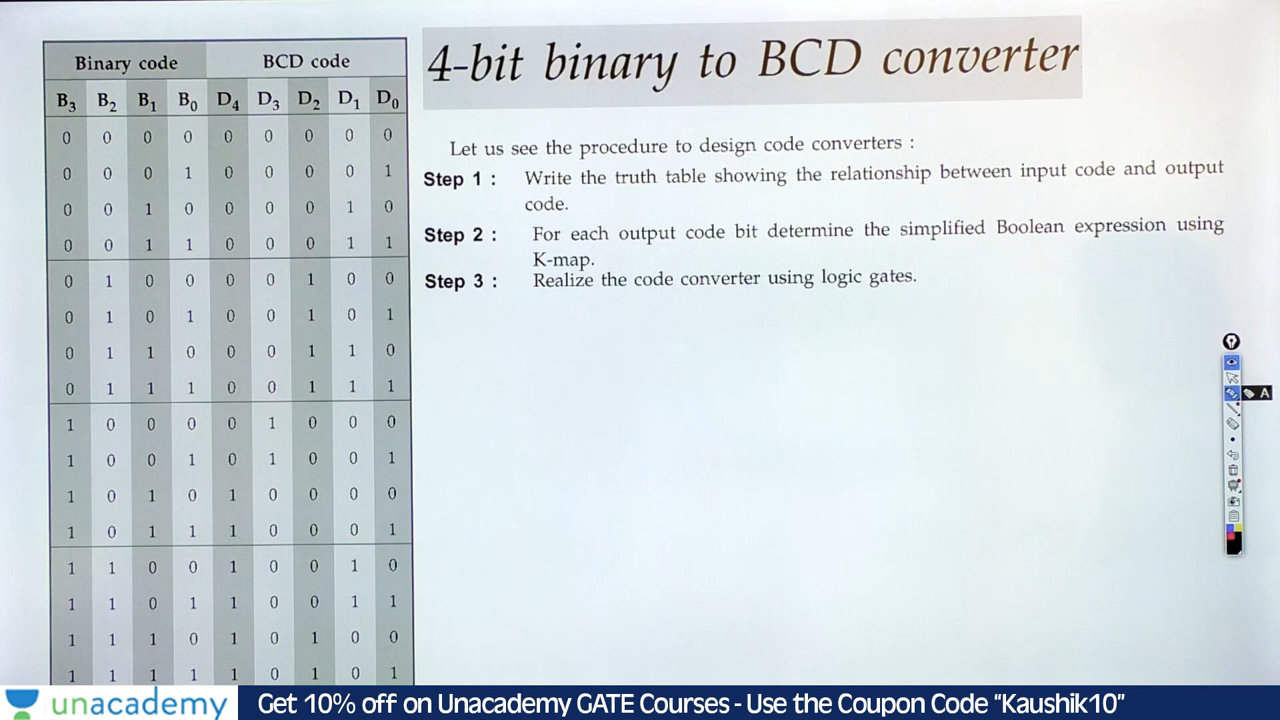 4-bit binary to BCD converter
Binary code BCD code
B3 B2 B1 B0 D4 D3 D2 D1 D0
0 0 0 0 0 0 0 0 0
0 0 0 1 0 0 0 0 1
0 0 1 0 0 0 0 1 0
0 0 1 1 0 0 0 1 1
0 1 0 0 0 0 1 0 0
0 1 0 1 0 0 1 0 1
0 1 1 0 0 0 1 1 0
0 1 1 1 0 0 1 1 1
1 0 0 0 0 1 0 0 0
1 0 0 1 0 1 0 0 1
1 0 1 0 1 0 0 0 0
1 0 1 1 1 0 0 0 1
1 1 0 0 1 0 0 1 0
1 1 0 1 1 0 0 1 1
1 1 1 0 1 0 1 0 0
1 1 1 1 1 0 1 0 1
Let us see the procedure to design code converters :
Step 1 : Write the truth table showing the relationship between input code and output
code.
Step 2 : For each output code bit determine the simplified Boolean expression using
K-map.
Step 3 : Realize the code converter using logic gates.
A
unacademy
Get 10% off on Unacademy GATE Courses - Use the Coupon Code “Kaushik10”